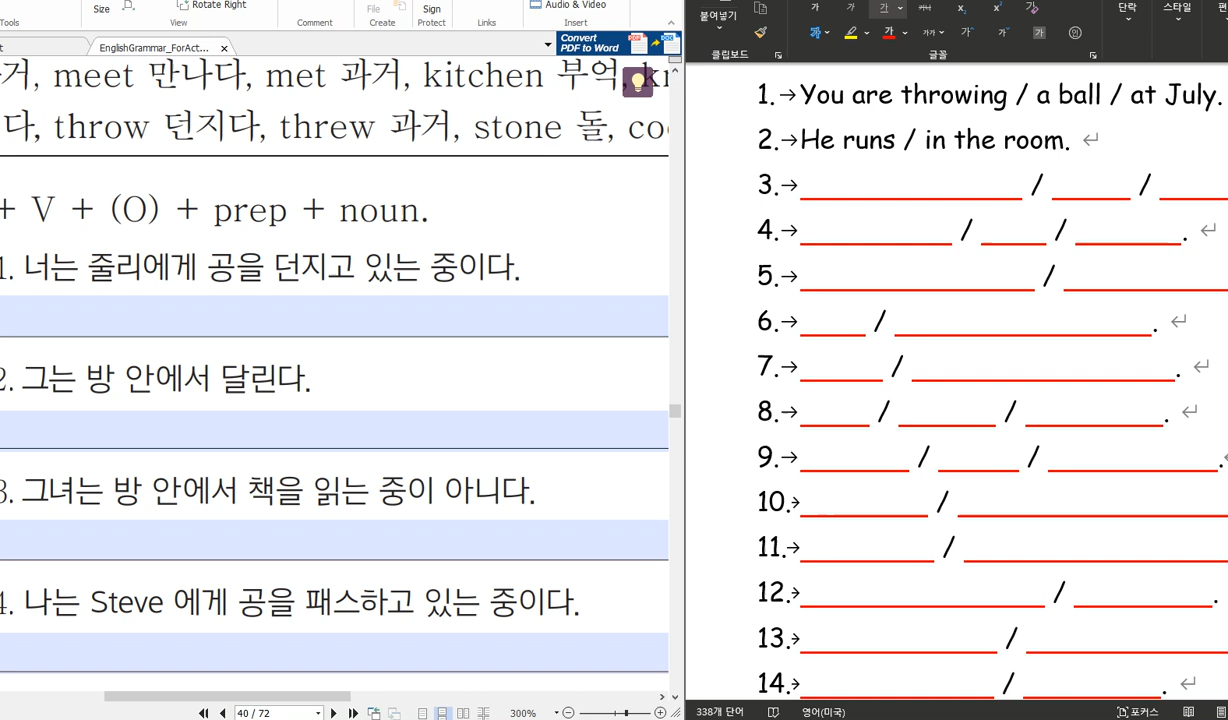 Tools
Size
Rotate Right
View
Comment
File
Create
Sign
Protect
Links
Audio & Video
Insert
EnglishGrammar_ForAct...
Convert
PDF to Word
거, meet 만나다, met 과거, kitchen 부엌, kr
다, throw 던지다, threw 과거, stone 돌, co
+ V + (O) + prep + noun.
1. 너는 줄리에게 공을 던지고 있는 중이다.
2. 그는 방 안에서 달린다.
3. 그녀는 방 안에서 책을 읽는 중이 아니다.
4. 나는 Steve 에게 공을 패스하고 있는 중이다.
40 / 72
300%
붙여넣기
클립보드
가 가 간 가
글꼴
단락
스타일
편
1. → You are throwing / a ball / at July.
2. → He runs / in the room. ↵
3. → / /
4. → / / . ↵
5. → /
6. → / . ↵
7. → / . ↵
8. → / / . ↵
9. → / / .
10. → /
11. → /
12. → / .
13. → /
14. → / . ↵
338개 단어
영어(미국)
포커스